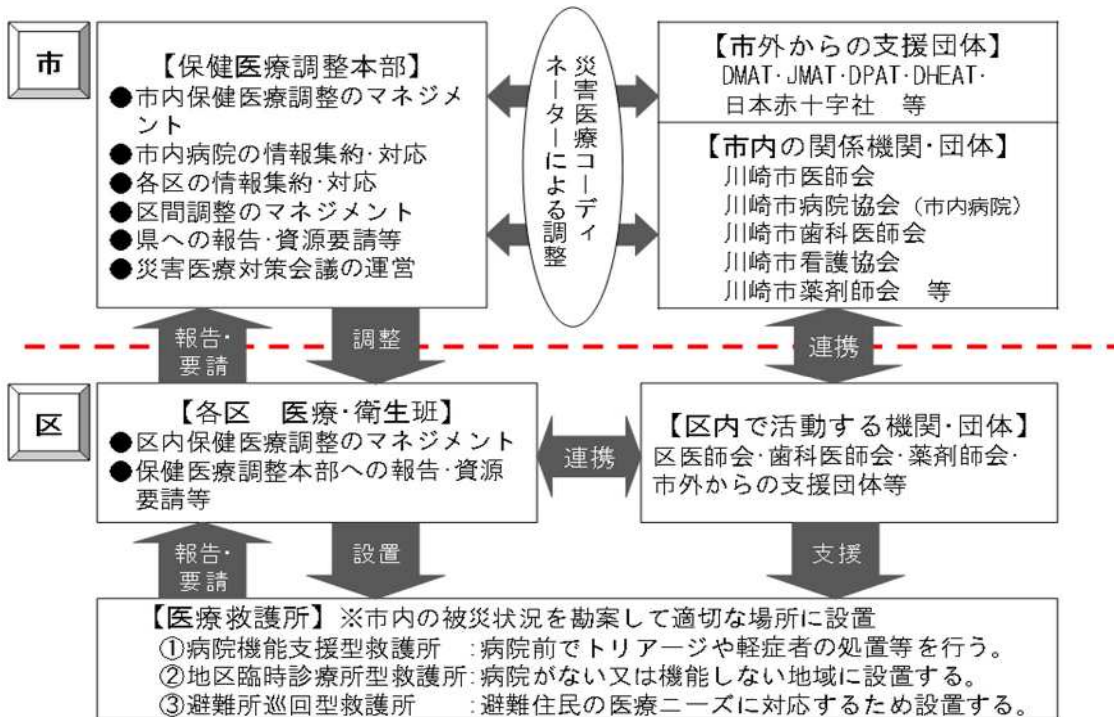 市
【保健医療調整本部】
●市内保健医療調整のマネジメ
ント
●市内病院の情報集約・対応
●各区の情報集約・対応
●区間調整のマネジメント
●県への報告・資源要請等
●災害医療対策会議の運営
災害医療コーディ
ネーターによる調整
【市外からの支援団体】
DMAT・JMAT・DPAT・DHEAT・
日本赤十字社　等
【市内の関係機関・団体】
川崎市医師会
川崎市病院協会（市内病院）
川崎市歯科医師会
川崎市看護協会
川崎市薬剤師会　等
報告・
要請
調整
連携
区
【各区　医療・衛生班】
●区内保健医療調整のマネジメント
●保健医療調整本部への報告・資源
要請等
連携
【区内で活動する機関・団体】
区医師会・歯科医師会・薬剤師会・
市外からの支援団体等
報告・
要請
設置
支援
【医療救護所】※市内の被災状況を勘案して適切な場所に設置
①病院機能支援型救護所　：病院前でトリアージや軽症者の処置等を行う。
②地区臨時診療所型救護所：病院がない又は機能しない地域に設置する。
③避難所巡回型救護所　　：避難住民の医療ニーズに対応するため設置する。